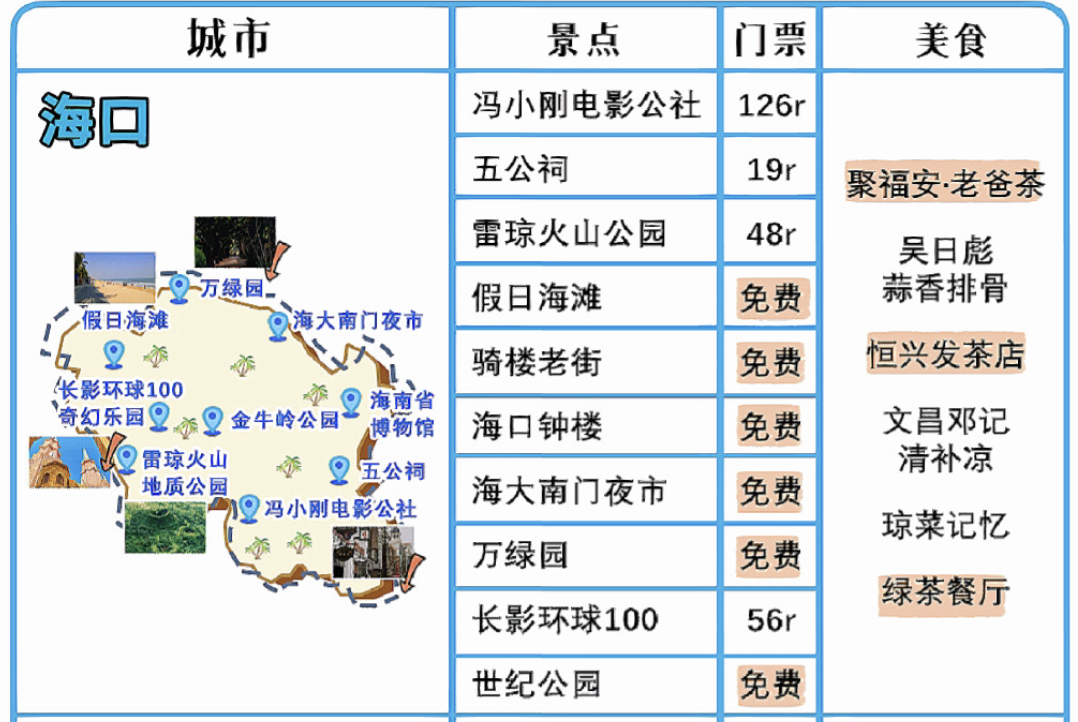 城市
景点
门票
美食
海口
万绿园
假日海滩
海大南门夜市
长影环球100
奇幻乐园
金牛岭公园
海南省
博物馆
雷琼火山
地质公园
五公祠
冯小刚电影公社
冯小刚电影公社 126r
五公祠 19r
雷琼火山公园 48r
假日海滩 免费
骑楼老街 免费
海口钟楼 免费
海大南门夜市 免费
万绿园 免费
长影环球100 56r
世纪公园 免费
聚福安·老爸茶
吴日彪
蒜香排骨
恒兴发茶店
文昌邓记
清补凉
琼菜记忆
绿茶餐厅